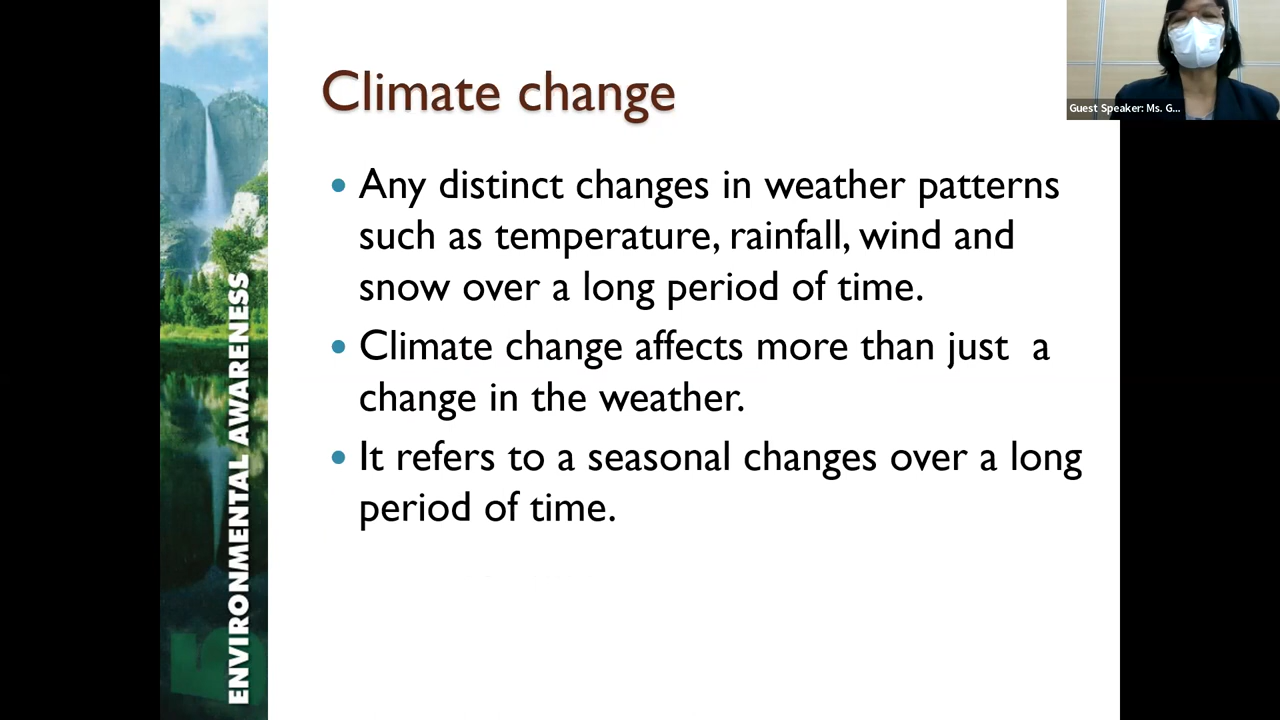 Climate change
Guest Speaker: Ms. G...
• Any distinct changes in weather patterns
such as temperature, rainfall, wind and
snow over a long period of time.
• Climate change affects more than just  a
change in the weather.
• It refers to a seasonal changes over a long
period of time.
ENVIRONMENTAL AWARENESS